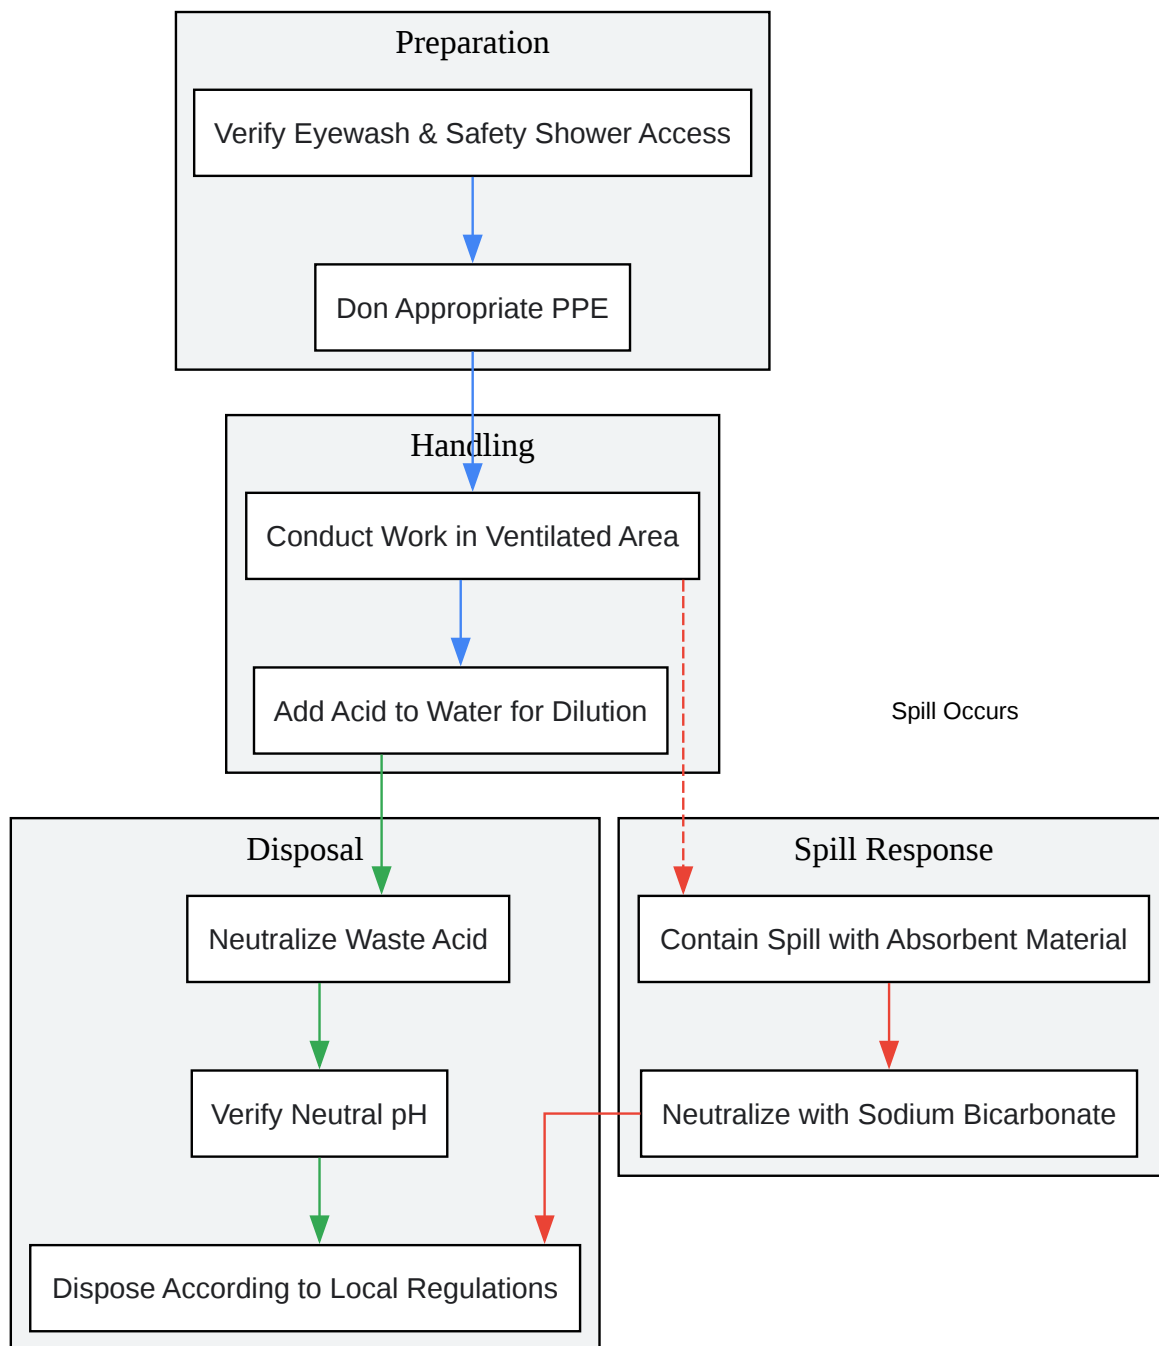 Preparation
Verify Eyewash & Safety Shower Access
Don Appropriate PPE
Handling
Conduct Work in Ventilated Area
Add Acid to Water for Dilution
Spill Occurs
Disposal
Neutralize Waste Acid
Verify Neutral pH
Dispose According to Local Regulations
Spill Response
Contain Spill with Absorbent Material
Neutralize with Sodium Bicarbonate